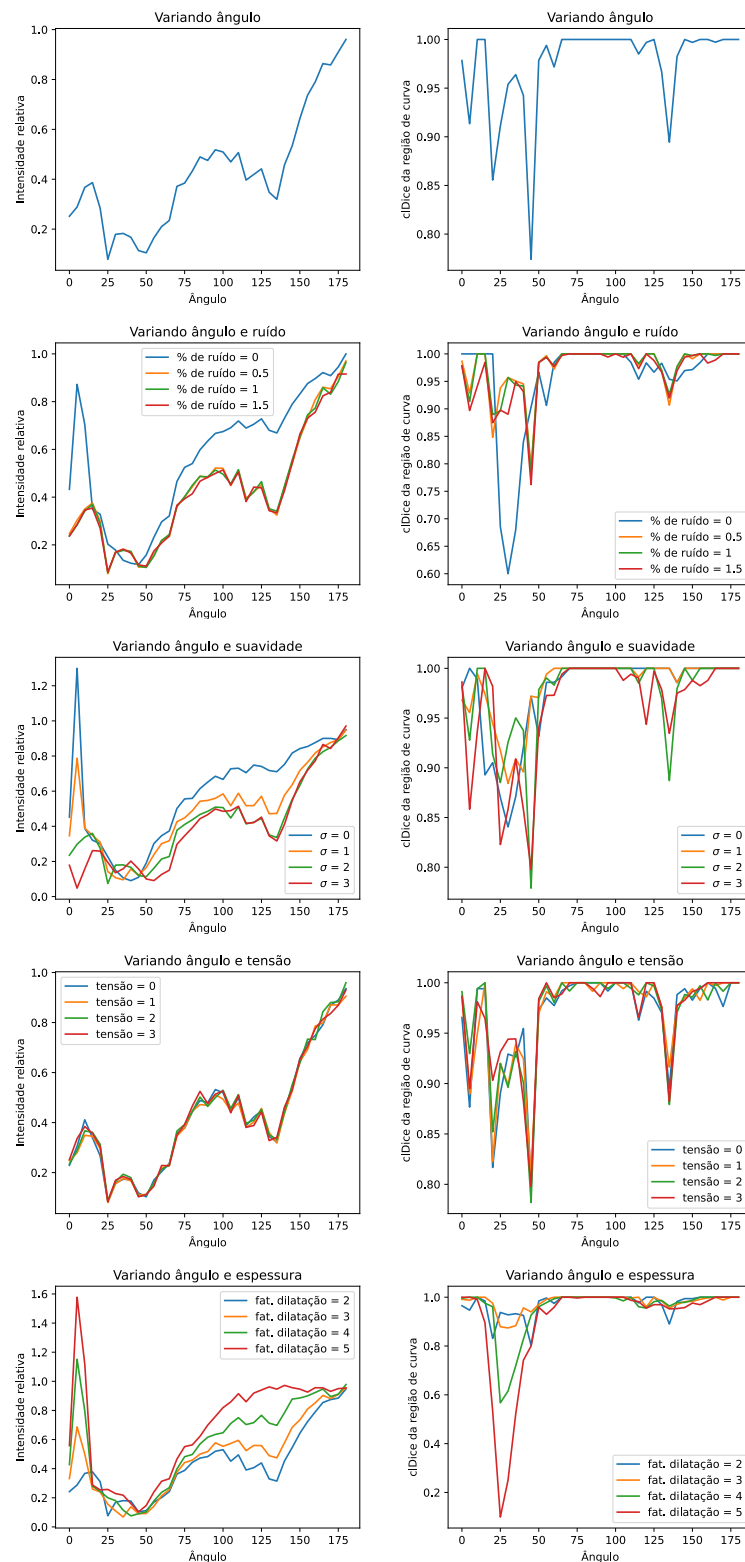 Variando ângulo
Intensidade relativa
1.0
0.8
0.6
0.4
0.2
0 25 50 75 100 125 150 175
Ângulo
Variando ângulo
clDice da região de curva
1.00
0.95
0.90
0.85
0.80
0 25 50 75 100 125 150 175
Ângulo
Variando ângulo e ruído
Intensidade relativa
1.0
0.8
0.6
0.4
0.2
% de ruído = 0
% de ruído = 0.5
% de ruído = 1
% de ruído = 1.5
0 25 50 75 100 125 150 175
Ângulo
Variando ângulo e ruído
clDice da região de curva
1.00
0.95
0.90
0.85
0.80
0.75
0.70
0.65
0.60
% de ruído = 0
% de ruído = 0.5
% de ruído = 1
% de ruído = 1.5
0 25 50 75 100 125 150 175
Ângulo
Variando ângulo e suavidade
Intensidade relativa
1.2
1.0
0.8
0.6
0.4
0.2
0.0
σ = 0
σ = 1
σ = 2
σ = 3
0 25 50 75 100 125 150 175
Ângulo
Variando ângulo e suavidade
clDice da região de curva
1.00
0.95
0.90
0.85
0.80
σ = 0
σ = 1
σ = 2
σ = 3
0 25 50 75 100 125 150 175
Ângulo
Variando ângulo e tensão
Intensidade relativa
1.0
0.8
0.6
0.4
0.2
tensão = 0
tensão = 1
tensão = 2
tensão = 3
0 25 50 75 100 125 150 175
Ângulo
Variando ângulo e tensão
clDice da região de curva
1.00
0.95
0.90
0.85
0.80
tensão = 0
tensão = 1
tensão = 2
tensão = 3
0 25 50 75 100 125 150 175
Ângulo
Variando ângulo e espessura
Intensidade relativa
1.6
1.4
1.2
1.0
0.8
0.6
0.4
0.2
0.0
fat. dilatação = 2
fat. dilatação = 3
fat. dilatação = 4
fat. dilatação = 5
0 25 50 75 100 125 150 175
Ângulo
Variando ângulo e espessura
clDice da região de curva
1.0
0.8
0.6
0.4
0.2
fat. dilatação = 2
fat. dilatação = 3
fat. dilatação = 4
fat. dilatação = 5
0 25 50 75 100 125 150 175
Ângulo